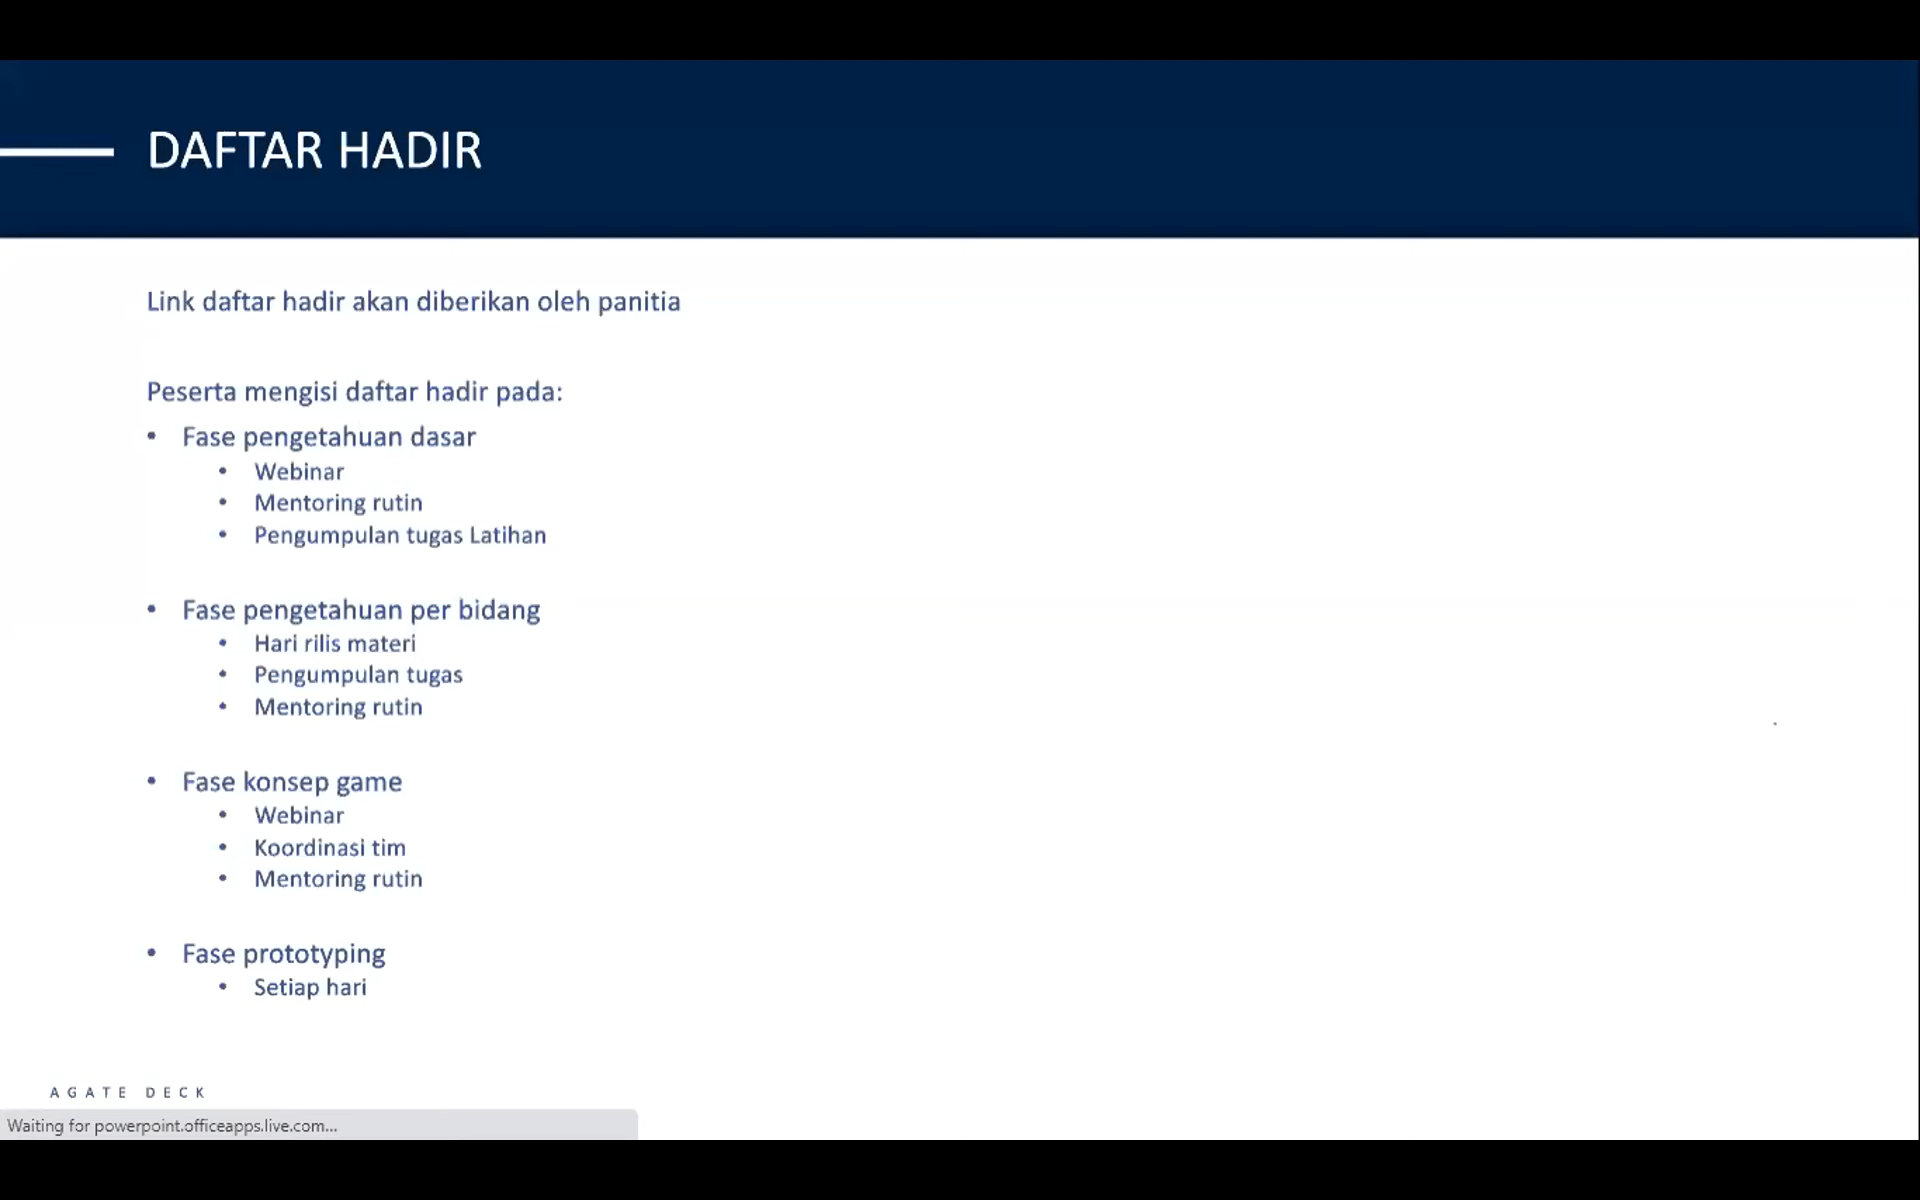 DAFTAR HADIR
Link daftar hadir akan diberikan oleh panitia
Peserta mengisi daftar hadir pada:
• Fase pengetahuan dasar
• Webinar
• Mentoring rutin
• Pengumpulan tugas Latihan
• Fase pengetahuan per bidang
• Hari rilis materi
• Pengumpulan tugas
• Mentoring rutin
• Fase konsep game
• Webinar
• Koordinasi tim
• Mentoring rutin
• Fase prototyping
• Setiap hari
AGATE DECK
Waiting for powerpoint.officeapps.live.com...